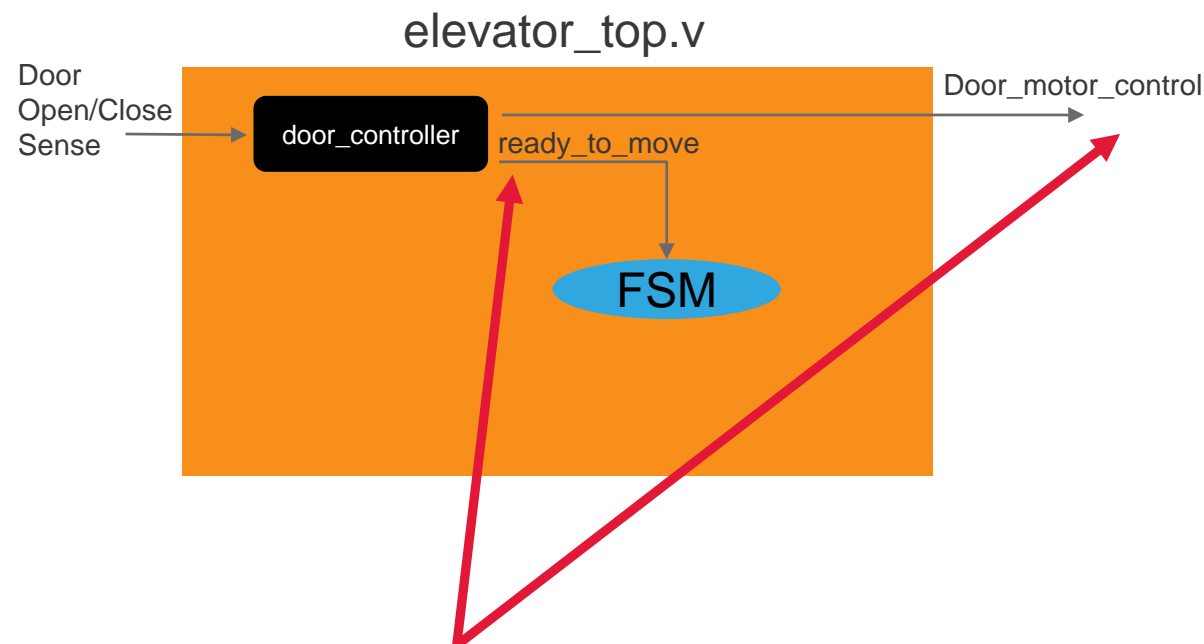 elevator_top.v
Door
Open/Close
Sense
door_controller
Door_motor_control
ready_to_move
FSM